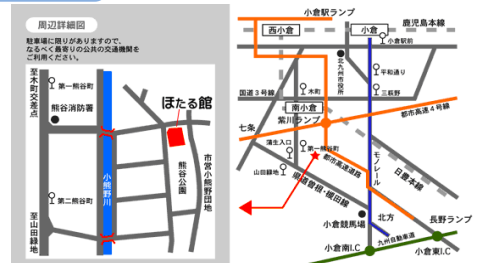 周辺詳細図
駐車場に限りがありますので、
なるべく最寄りの公共の交通機関を
ご利用ください。
至木町交差点
第一熊谷町
熊谷消防署
ほたる館
小熊野川
熊谷公園
市営小熊野団地
第二熊谷町
至山田緑地
小倉駅ランプ
西小倉
小倉
鹿児島本線
小倉駅前
北九州市役所
平和通り
木町
三萩野
国道3号線
南小倉
都市高速4号線
紫川ランプ
七条
蒲生入口
第一熊谷町
山田緑地
都市高速道路
モノレール
日豊本線
県道曽根・槻田線
小倉競馬場
北方
長野ランプ
九州自動車道
小倉南I.C
小倉東I.C